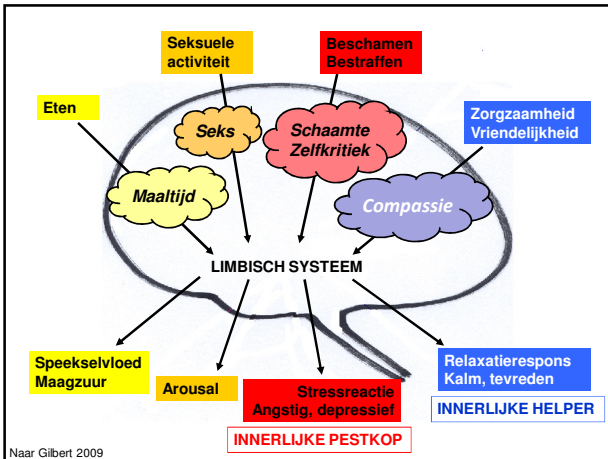 Seksuele
activiteit
Beschamen
Bestraffen
Eten
Zorgzaamheid
Vriendelijkheid
Seks
Schaamte
Zelfkritiek
Maaltijd
Compassie
LIMBISCH SYSTEEM
Speekselvloed
Maagzuur
Arousal
Stressreactie
Angstig, depressief
Relaxatierespons
Kalm, tevreden
INNERLIJKE PESTKOP
INNERLIJKE HELPER
Naar Gilbert 2009